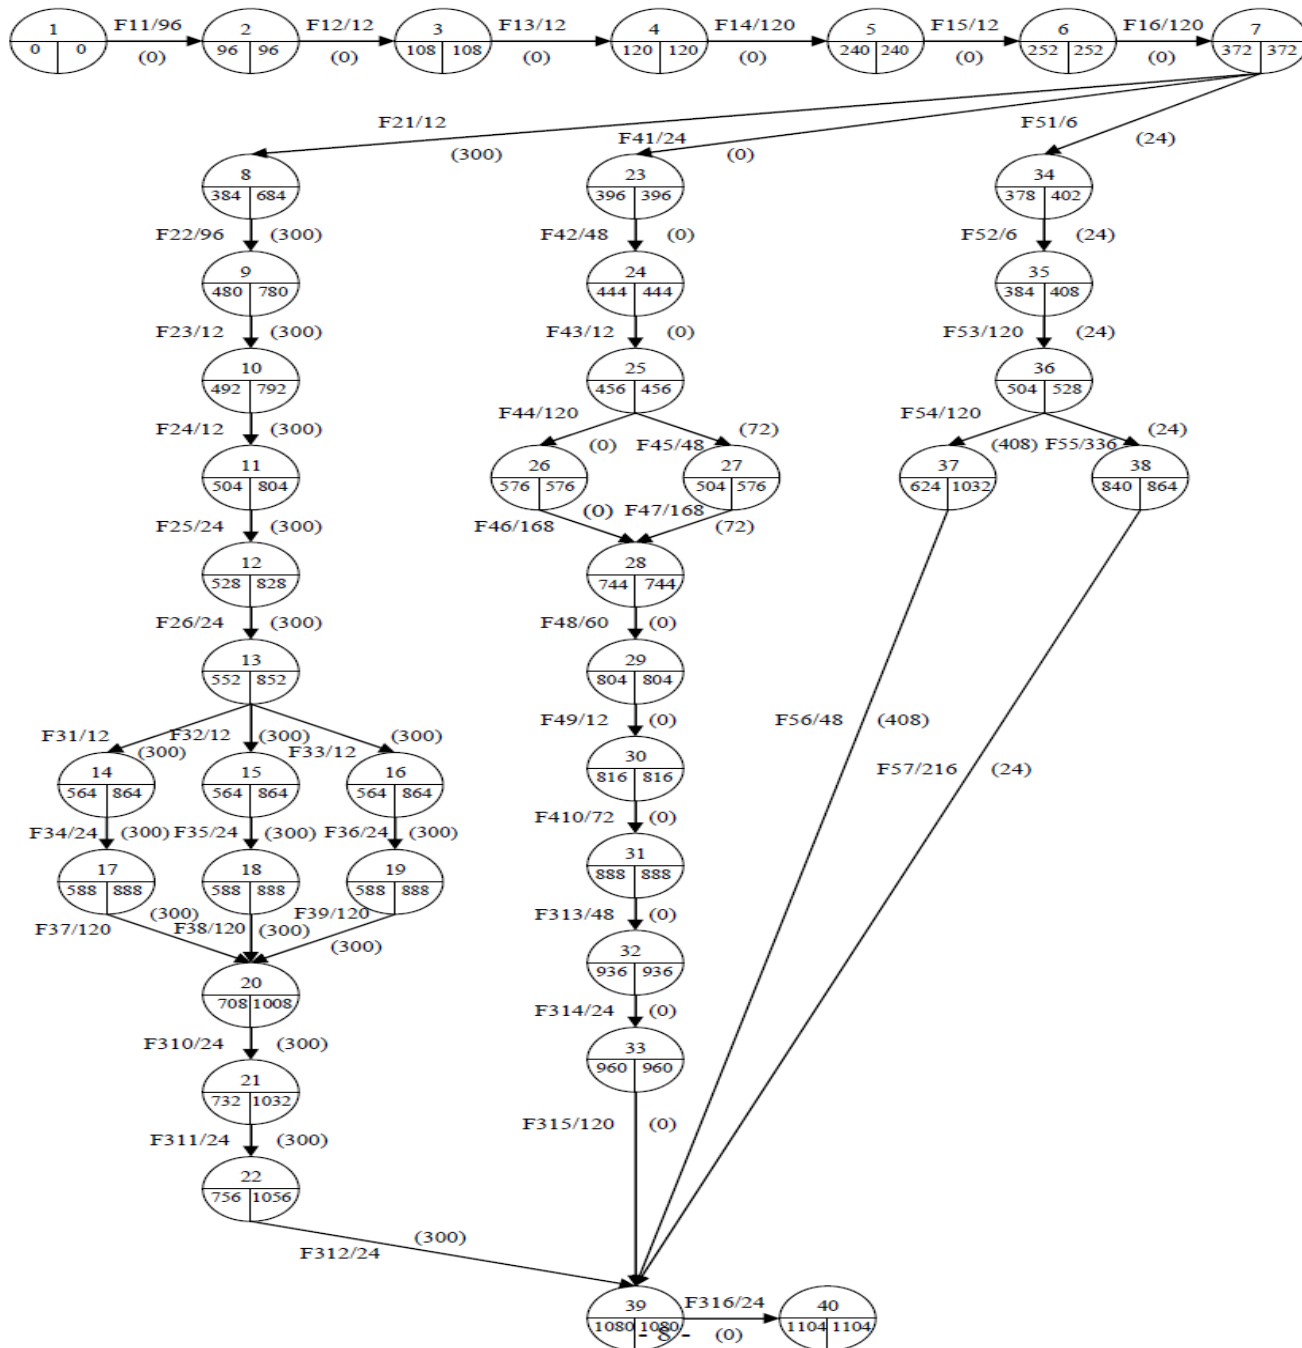 1 F11/96 2 F12/12 3 F13/12 4 F14/120 5 F15/12 6 F16/120 7
0 0 (0) 96 96 (0) 108 108 (0) 120 120 (0) 240 240 (0) 252 252 (0) 372 372
F21/12 F41/24 F51/6
(300) (0) (24)
8 23 34
384 684 396 396 378 402
F22/96 (300) F42/48 (0) F52/6 (24)
9 24 35
480 780 444 444 384 408
F23/12 (300) F43/12 (0) F53/120 (24)
10 25 36
492 792 456 456 504 528
F24/12 (300) F44/120 (0) F45/48 (72) F54/120 (408) F55/336 (24)
11 26 27 37 38
504 804 576 576 504 576 624 1032 840 864
F25/24 (300) F46/168 (0) F47/168 (72)
12 28
528 828 744 744
F26/24 (300) F48/60 (0)
13 29
552 852 804 804
F31/12 (300) F32/12 (300) F33/12 (300) F49/12 (0) F56/48 (408)
14 15 16 30 F57/216 (24)
564 864 564 864 564 864 816 816
F34/24 (300) F35/24 (300) F36/24 (300) F410/72 (0)
17 18 19 31
588 888 588 888 588 888 888 888
F37/120 (300) F38/120 (300) F39/120 (300) F313/48 (0)
20 32
708 1008 936 936
F310/24 (300) F314/24 (0)
21 33
732 1032 960 960
F311/24 (300) F315/120 (0)
22
756 1056
F312/24 (300)
39 F316/24 40
1080 1080 (0) 1104 1104
- 8 -